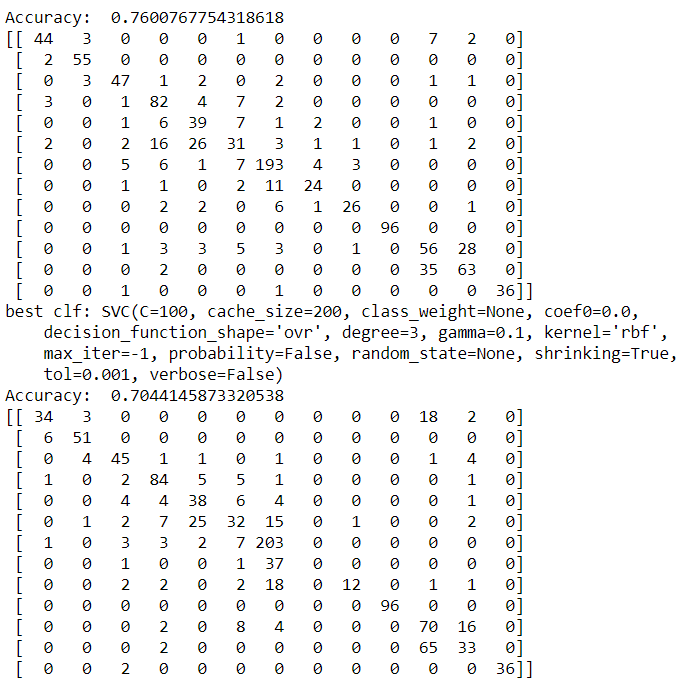 Accuracy:  0.7600767754318618
[[ 44   3   0   0   0   1   0   0   0   0   7   2   0]
 [  2  55   0   0   0   0   0   0   0   0   0   0   0]
 [  0   3  47   1   2   0   2   0   0   0   1   1   0]
 [  3   0   1  82   4   7   2   0   0   0   0   0   0]
 [  0   0   1   6  39   7   1   2   0   0   1   0   0]
 [  2   0   2  16  26  31   3   1   1   0   1   2   0]
 [  0   0   5   6   1   7 193   4   3   0   0   0   0]
 [  0   0   1   1   0   2  11  24   0   0   0   0   0]
 [  0   0   0   2   2   0   6   1  26   0   0   1   0]
 [  0   0   0   0   0   0   0   0   0  96   0   0   0]
 [  0   0   1   3   3   5   3   0   1   0  56  28   0]
 [  0   0   0   2   0   0   0   0   0   0  35  63   0]
 [  0   0   1   0   0   0   1   0   0   0   0   0  36]]
best clf: SVC(C=100, cache_size=200, class_weight=None, coef0=0.0,
    decision_function_shape='ovr', degree=3, gamma=0.1, kernel='rbf',
    max_iter=-1, probability=False, random_state=None, shrinking=True,
    tol=0.001, verbose=False)
Accuracy:  0.7044145873320538
[[ 34   3   0   0   0   0   0   0   0   0  18   2   0]
 [  6  51   0   0   0   0   0   0   0   0   0   0   0]
 [  0   4  45   1   1   0   1   0   0   0   1   4   0]
 [  1   0   2  84   5   5   1   0   0   0   0   1   0]
 [  0   0   4   4  38   6   4   0   0   0   0   1   0]
 [  0   1   2   7  25  32  15   0   1   0   0   2   0]
 [  1   0   3   3   2   7 203   0   0   0   0   0   0]
 [  0   0   1   0   0   1  37   0   0   0   0   0   0]
 [  0   0   2   2   0   2  18   0  12   0   1   1   0]
 [  0   0   0   0   0   0   0   0   0  96   0   0   0]
 [  0   0   0   2   0   8   4   0   0   0  70  16   0]
 [  0   0   0   2   0   0   0   0   0   0  65  33   0]
 [  0   0   2   0   0   0   0   0   0   0   0   0  36]]